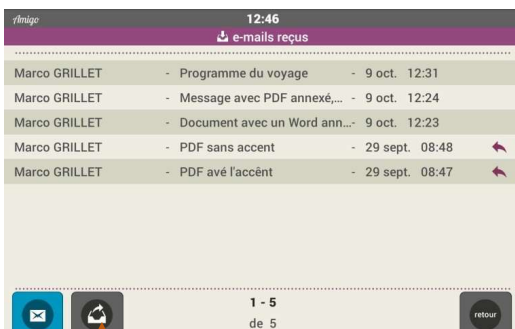 Amigo 12:46
e-mails reçus
Marco GRILLET - Programme du voyage - 9 oct. 12:31
Marco GRILLET - Message avec PDF annexé,... - 9 oct. 12:24
Marco GRILLET - Document avec un Word ann...- 9 oct. 12:23
Marco GRILLET - PDF sans accent - 29 sept. 08:48
Marco GRILLET - PDF avé l'accênt - 29 sept. 08:47
1 - 5
de 5
retour